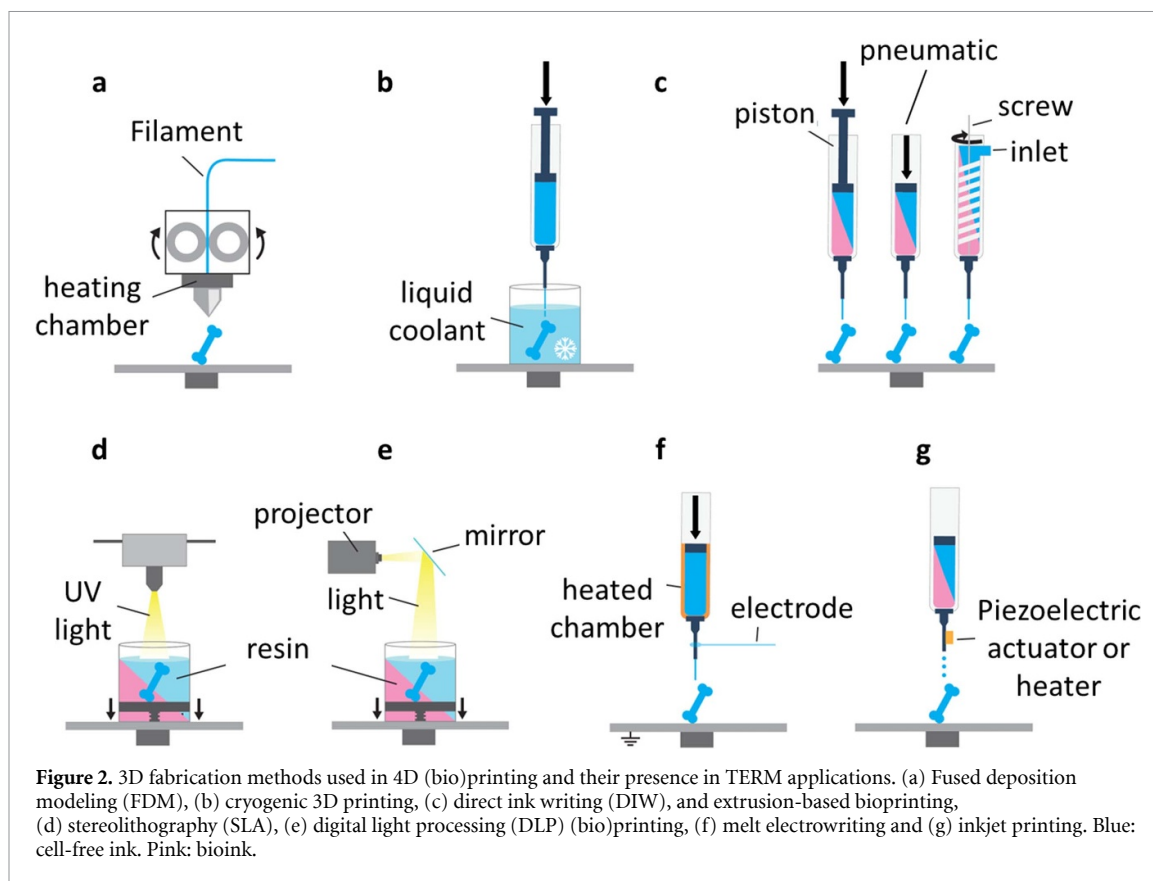 a
b
c
Filament
heating
chamber
liquid
coolant
piston
pneumatic
screw
inlet
d
e
f
g
UV
light
projector
mirror
light
resin
heated
chamber
electrode
Piezoelectric
actuator or
heater
Figure 2. 3D fabrication methods used in 4D (bio)printing and their presence in TERM applications. (a) Fused deposition
modeling (FDM), (b) cryogenic 3D printing, (c) direct ink writing (DIW), and extrusion-based bioprinting,
(d) stereolithography (SLA), (e) digital light processing (DLP) (bio)printing, (f) melt electrowriting and (g) inkjet printing. Blue:
cell-free ink. Pink: bioink.